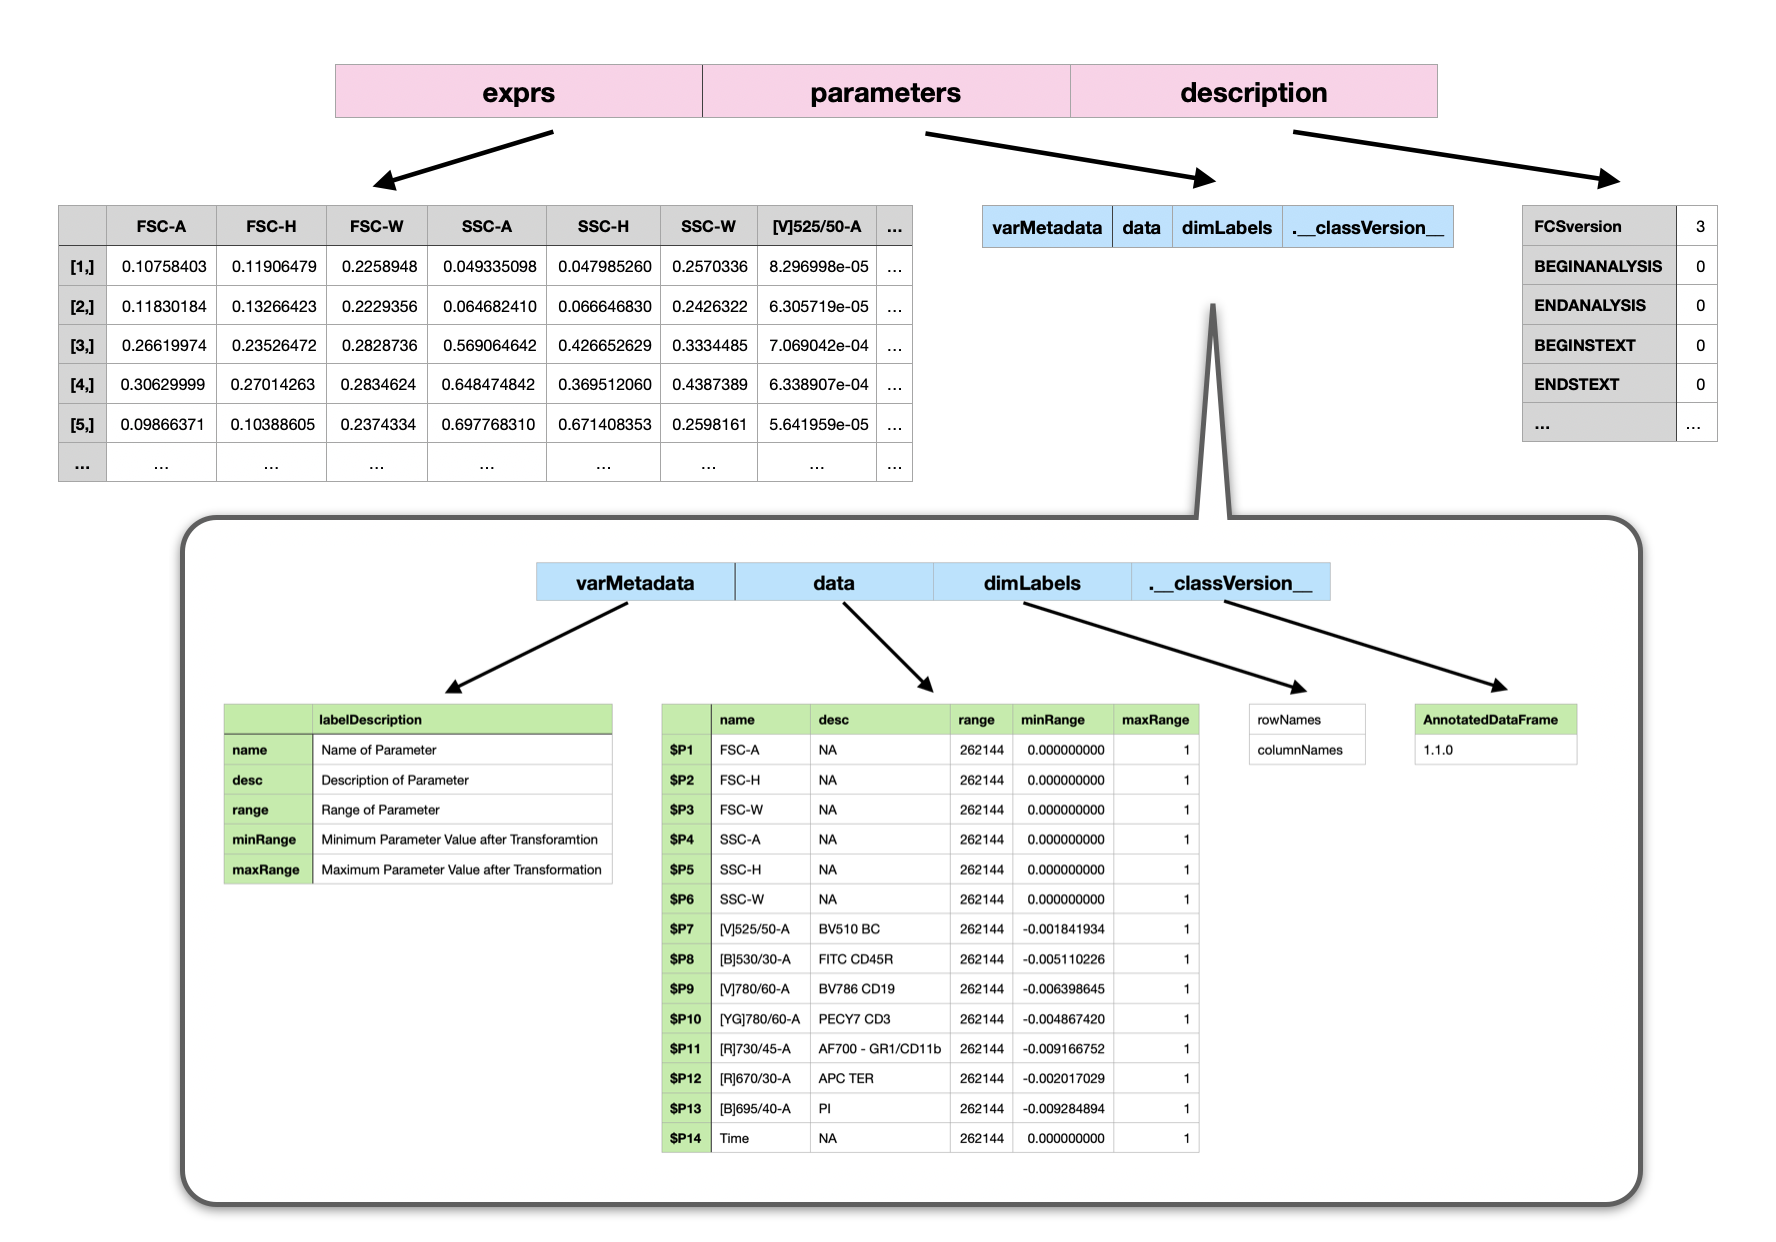 exprs parameters description
FSC-A FSC-H FSC-W SSC-A SSC-H SSC-W [V]525/50-A ...
[1,] 0.10758403 0.11906479 0.2258948 0.049335098 0.047985260 0.2570336 8.296998e-05 ...
[2,] 0.11830184 0.13266423 0.2229356 0.064682410 0.066646830 0.2426322 6.305719e-05 ...
[3,] 0.26619974 0.23526472 0.2828736 0.569064642 0.426652629 0.3334485 7.069042e-04 ...
[4,] 0.30629999 0.27014263 0.2834624 0.648474842 0.369512060 0.4387389 6.338907e-04 ...
[5,] 0.09866371 0.10388605 0.2374334 0.697768310 0.671408353 0.2598161 5.641959e-05 ...
... ... ... ... ... ... ... ... ...
varMetadata data dimLabels .__classVersion__
FCSversion 3
BEGINANALYSIS 0
ENDANALYSIS 0
BEGINSTEXT 0
ENDSTEXT 0
... ...
varMetadata data dimLabels .__classVersion__
labelDescription
name Name of Parameter
desc Description of Parameter
range Range of Parameter
minRange Minimum Parameter Value after Transforamtion
maxRange Maximum Parameter Value after Transformation
name desc range minRange maxRange
$P1 FSC-A NA 262144 0.000000000 1
$P2 FSC-H NA 262144 0.000000000 1
$P3 FSC-W NA 262144 0.000000000 1
$P4 SSC-A NA 262144 0.000000000 1
$P5 SSC-H NA 262144 0.000000000 1
$P6 SSC-W NA 262144 0.000000000 1
$P7 [V]525/50-A BV510 BC 262144 -0.001841934 1
$P8 [B]530/30-A FITC CD45R 262144 -0.005110226 1
$P9 [V]780/60-A BV786 CD19 262144 -0.006398645 1
$P10 [YG]780/60-A PECY7 CD3 262144 -0.004867420 1
$P11 [R]730/45-A AF700 - GR1/CD11b 262144 -0.009166752 1
$P12 [R]670/30-A APC TER 262144 -0.002017029 1
$P13 [B]695/40-A PI 262144 -0.009284894 1
$P14 Time NA 262144 0.000000000 1
rowNames
columnNames
AnnotatedDataFrame
1.1.0